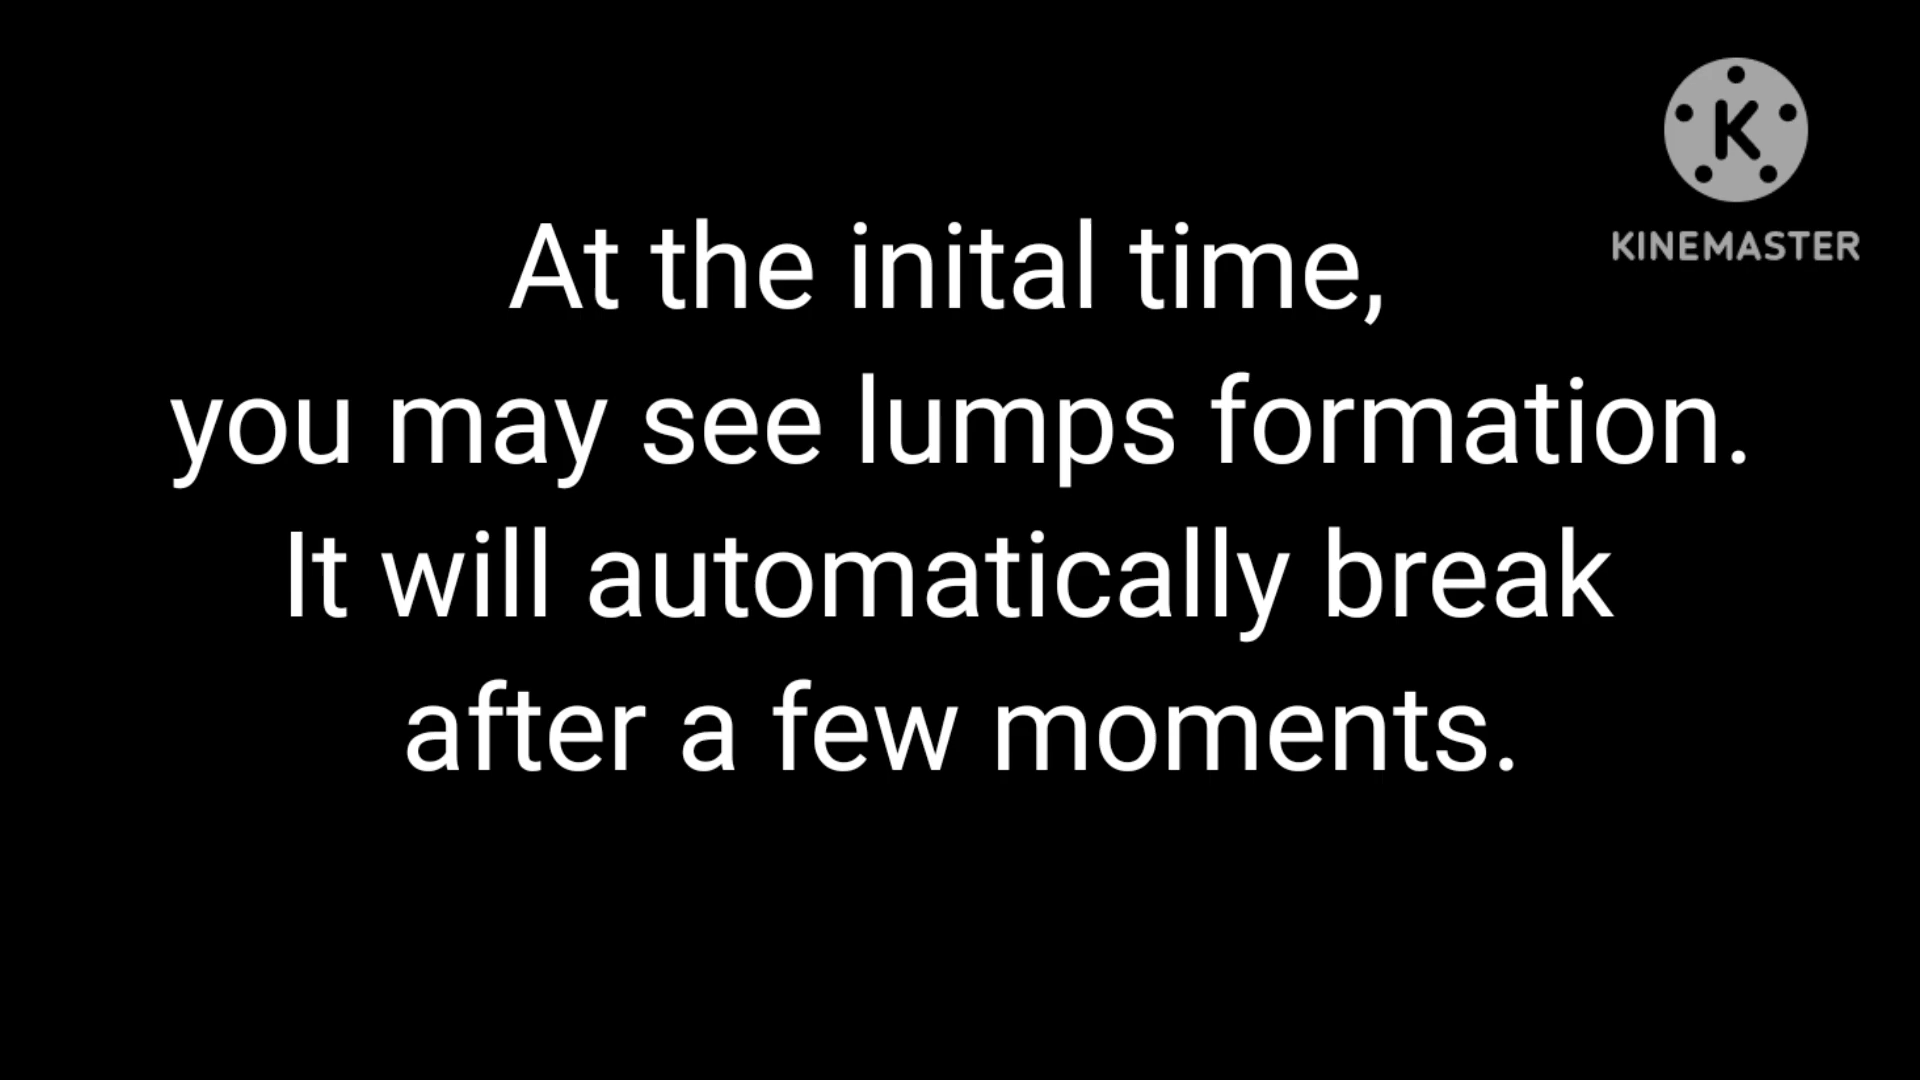 KINEMASTER
At the inital time,
you may see lumps formation.
It will automatically break
after a few moments.